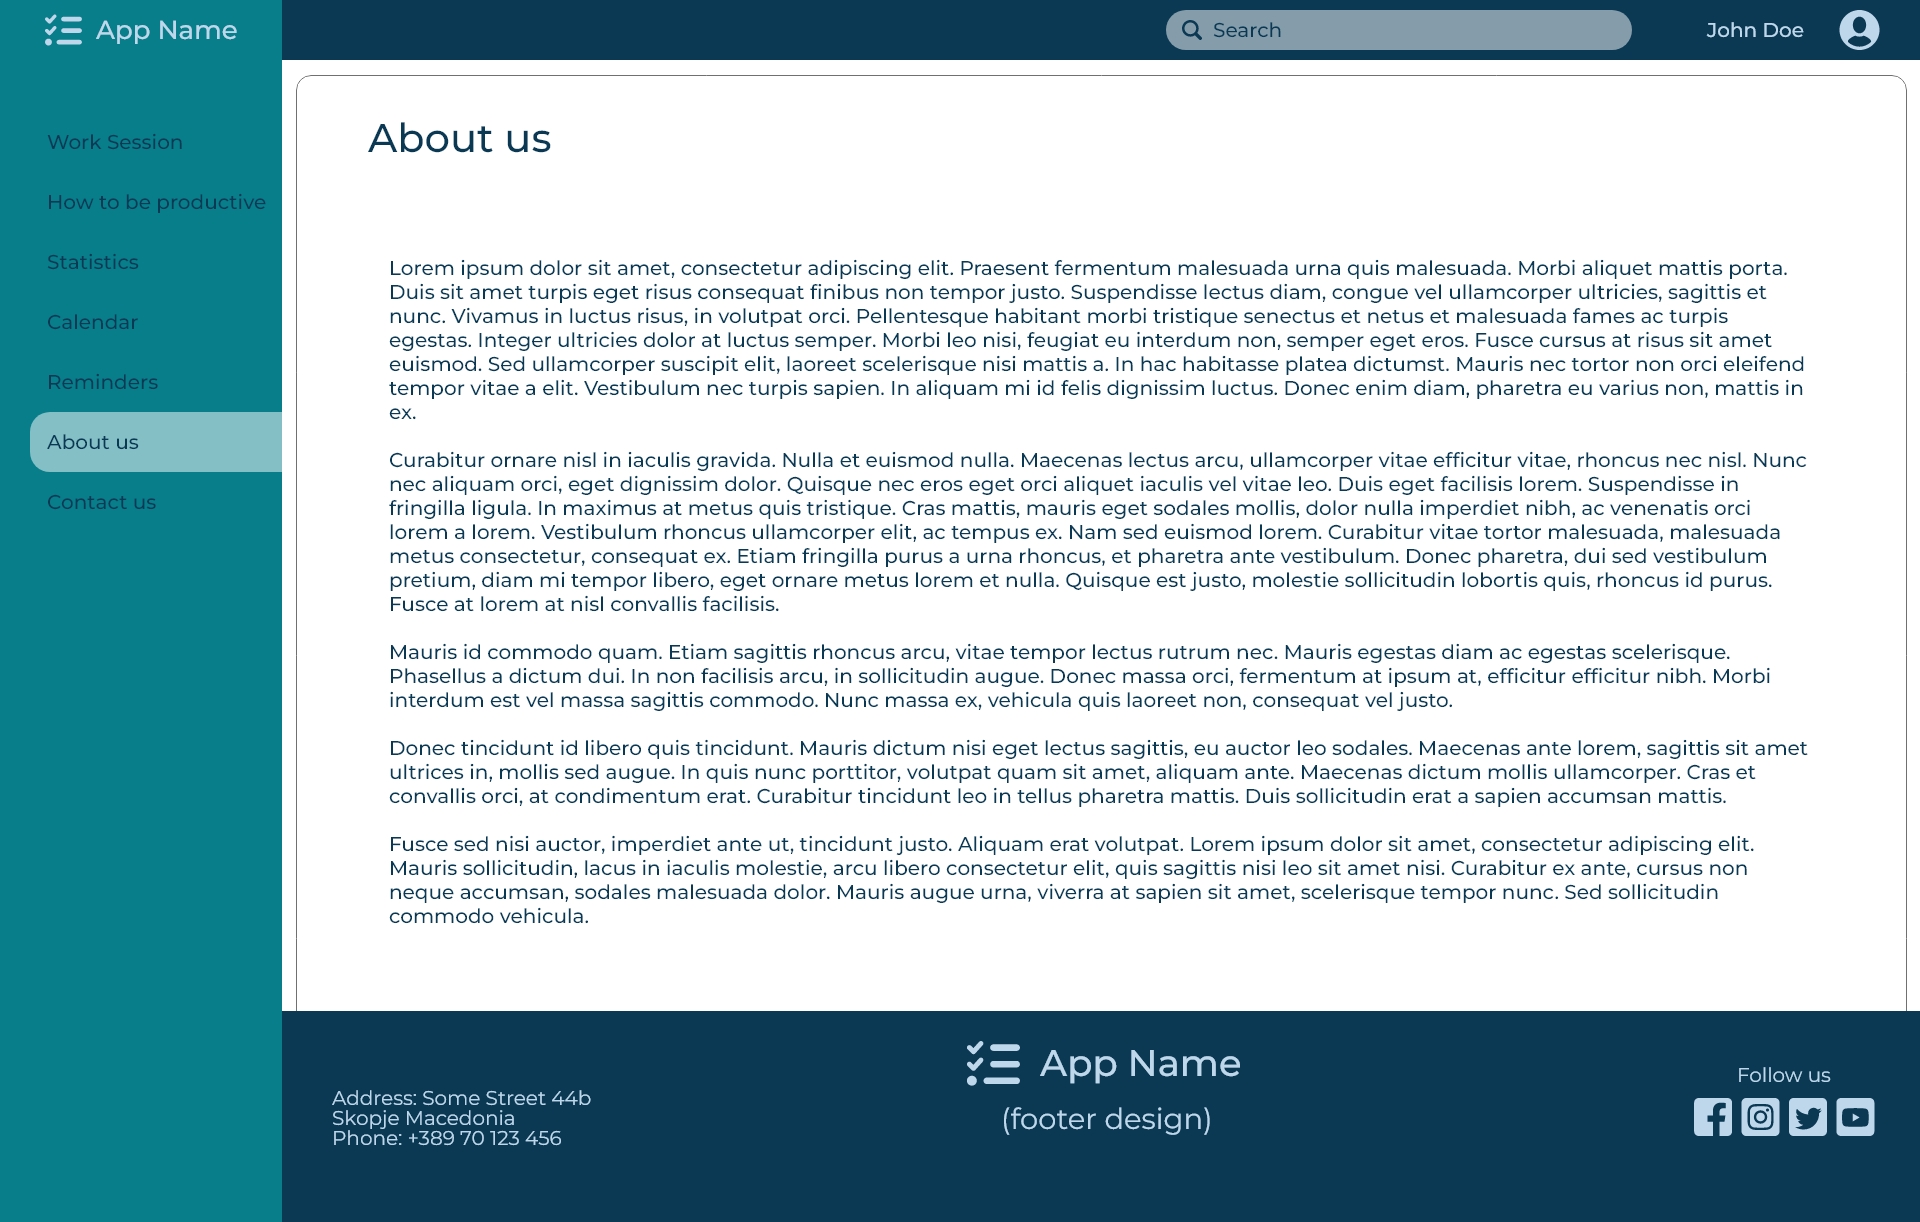 App Name
Search
John Doe
Work Session
How to be productive
Statistics
Calendar
Reminders
About us
Contact us
About us
Lorem ipsum dolor sit amet, consectetur adipiscing elit. Praesent fermentum malesuada urna quis malesuada. Morbi aliquet mattis porta.
Duis sit amet turpis eget risus consequat finibus non tempor justo. Suspendisse lectus diam, congue vel ullamcorper ultricies, sagittis et
nunc. Vivamus in luctus risus, in volutpat orci. Pellentesque habitant morbi tristique senectus et netus et malesuada fames ac turpis
egestas. Integer ultricies dolor at luctus semper. Morbi leo nisi, feugiat eu interdum non, semper eget eros. Fusce cursus at risus sit amet
euismod. Sed ullamcorper suscipit elit, laoreet scelerisque nisi mattis a. In hac habitasse platea dictumst. Mauris nec tortor non orci eleifend
tempor vitae a elit. Vestibulum nec turpis sapien. In aliquam mi id felis dignissim luctus. Donec enim diam, pharetra eu varius non, mattis in
ex.
Curabitur ornare nisl in iaculis gravida. Nulla et euismod nulla. Maecenas lectus arcu, ullamcorper vitae efficitur vitae, rhoncus nec nisl. Nunc
nec aliquam orci, eget dignissim dolor. Quisque nec eros eget orci aliquet iaculis vel vitae leo. Duis eget facilisis lorem. Suspendisse in
fringilla ligula. In maximus at metus quis tristique. Cras mattis, mauris eget sodales mollis, dolor nulla imperdiet nibh, ac venenatis orci
lorem a lorem. Vestibulum rhoncus ullamcorper elit, ac tempus ex. Nam sed euismod lorem. Curabitur vitae tortor malesuada, malesuada
metus consectetur, consequat ex. Etiam fringilla purus a urna rhoncus, et pharetra ante vestibulum. Donec pharetra, dui sed vestibulum
pretium, diam mi tempor libero, eget ornare metus lorem et nulla. Quisque est justo, molestie sollicitudin lobortis quis, rhoncus id purus.
Fusce at lorem at nisl convallis facilisis.
Mauris id commodo quam. Etiam sagittis rhoncus arcu, vitae tempor lectus rutrum nec. Mauris egestas diam ac egestas scelerisque.
Phasellus a dictum dui. In non facilisis arcu, in sollicitudin augue. Donec massa orci, fermentum at ipsum at, efficitur efficitur nibh. Morbi
interdum est vel massa sagittis commodo. Nunc massa ex, vehicula quis laoreet non, consequat vel justo.
Donec tincidunt id libero quis tincidunt. Mauris dictum nisi eget lectus sagittis, eu auctor leo sodales. Maecenas ante lorem, sagittis sit amet
ultrices in, mollis sed augue. In quis nunc porttitor, volutpat quam sit amet, aliquam ante. Maecenas dictum mollis ullamcorper. Cras et
convallis orci, at condimentum erat. Curabitur tincidunt leo in tellus pharetra mattis. Duis sollicitudin erat a sapien accumsan mattis.
Fusce sed nisi auctor, imperdiet ante ut, tincidunt justo. Aliquam erat volutpat. Lorem ipsum dolor sit amet, consectetur adipiscing elit.
Mauris sollicitudin, lacus in iaculis molestie, arcu libero consectetur elit, quis sagittis nisi leo sit amet nisi. Curabitur ex ante, cursus non
neque accumsan, sodales malesuada dolor. Mauris augue urna, viverra at sapien sit amet, scelerisque tempor nunc. Sed sollicitudin
commodo vehicula.
Address: Some Street 44b
Skopje Macedonia
Phone: +389 70 123 456
App Name
(footer design)
Follow us